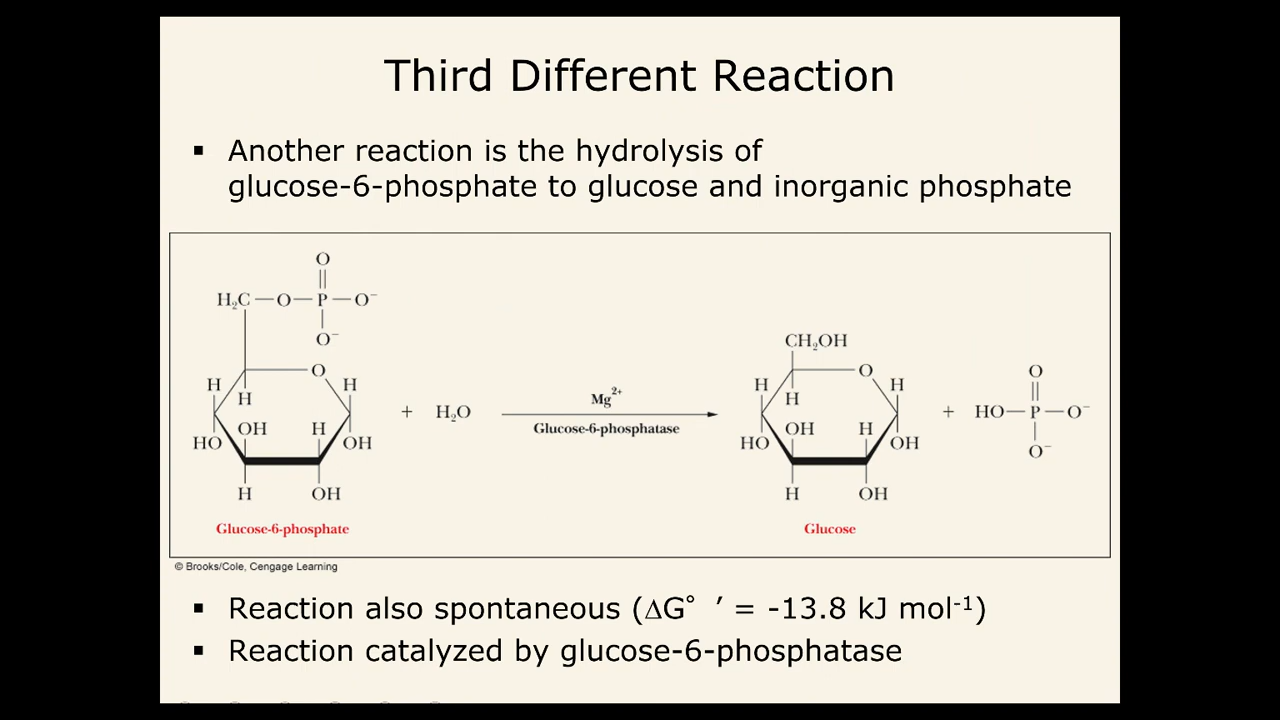 Third Different Reaction
▪ Another reaction is the hydrolysis of
glucose-6-phosphate to glucose and inorganic phosphate
O
H₂C—O—P—O⁻
O⁻
O
H H
H
OH H
HO OH
H OH
Glucose-6-phosphate
+ H₂O
Mg²⁺
Glucose-6-phosphatase
CH₂OH
O
H H
H
OH H
HO OH
H OH
Glucose
+
O
HO—P—O⁻
O⁻
© Brooks/Cole, Cengage Learning
▪ Reaction also spontaneous (ΔG°′ = -13.8 kJ mol⁻¹)
▪ Reaction catalyzed by glucose-6-phosphatase